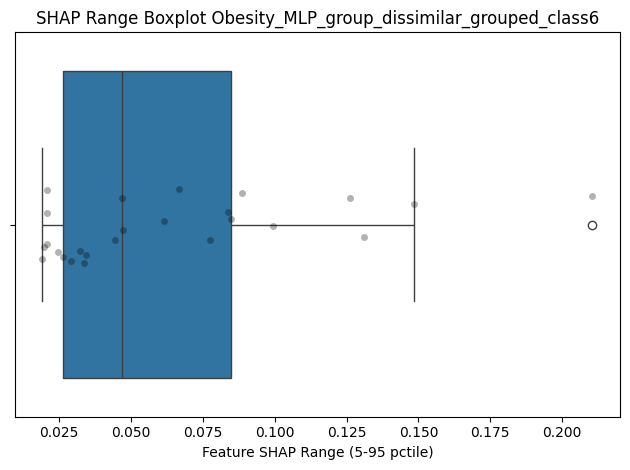 SHAP Range Boxplot Obesity_MLP_group_dissimilar_grouped_class6
0.025 0.050 0.075 0.100 0.125 0.150 0.175 0.200
Feature SHAP Range (5-95 pctile)